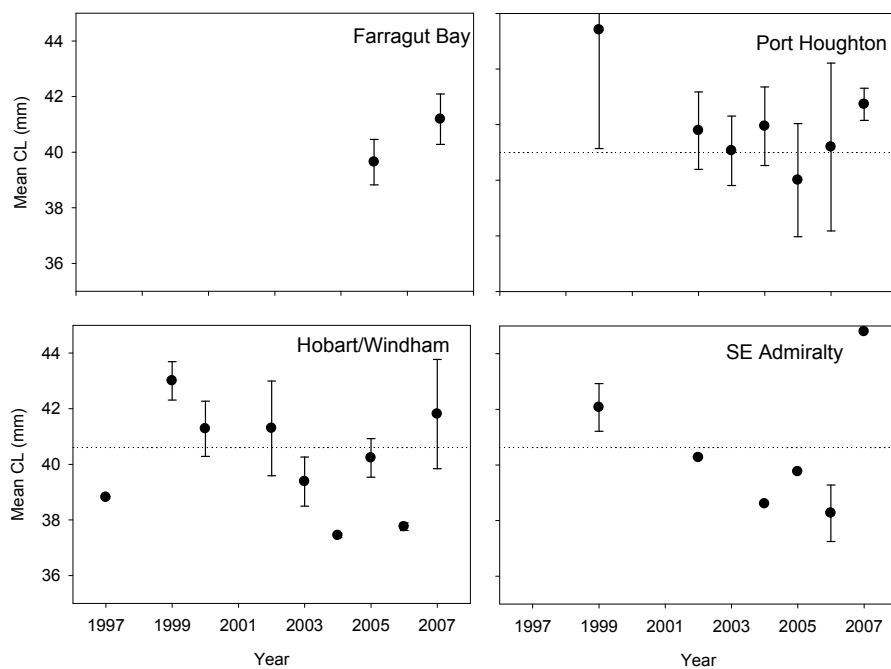 Farragut Bay
Port Houghton
44
42
40
38
36
Mean CL (mm)
Hobart/Windham
SE Admiralty
44
42
40
38
36
Mean CL (mm)
1997 1999 2001 2003 2005 2007
1997 1999 2001 2003 2005 2007
Year
Year